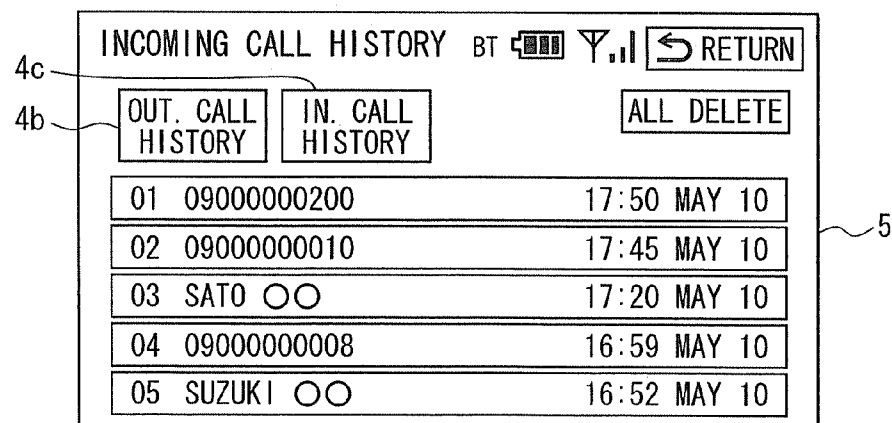 INCOMING CALL HISTORY BT RETURN
4c
4b
OUT. CALL HISTORY
IN. CALL HISTORY
ALL DELETE
01 09000000200 17:50 MAY 10
02 09000000010 17:45 MAY 10
5
03 SATO ○○ 17:20 MAY 10
04 09000000008 16:59 MAY 10
05 SUZUKI ○○ 16:52 MAY 10